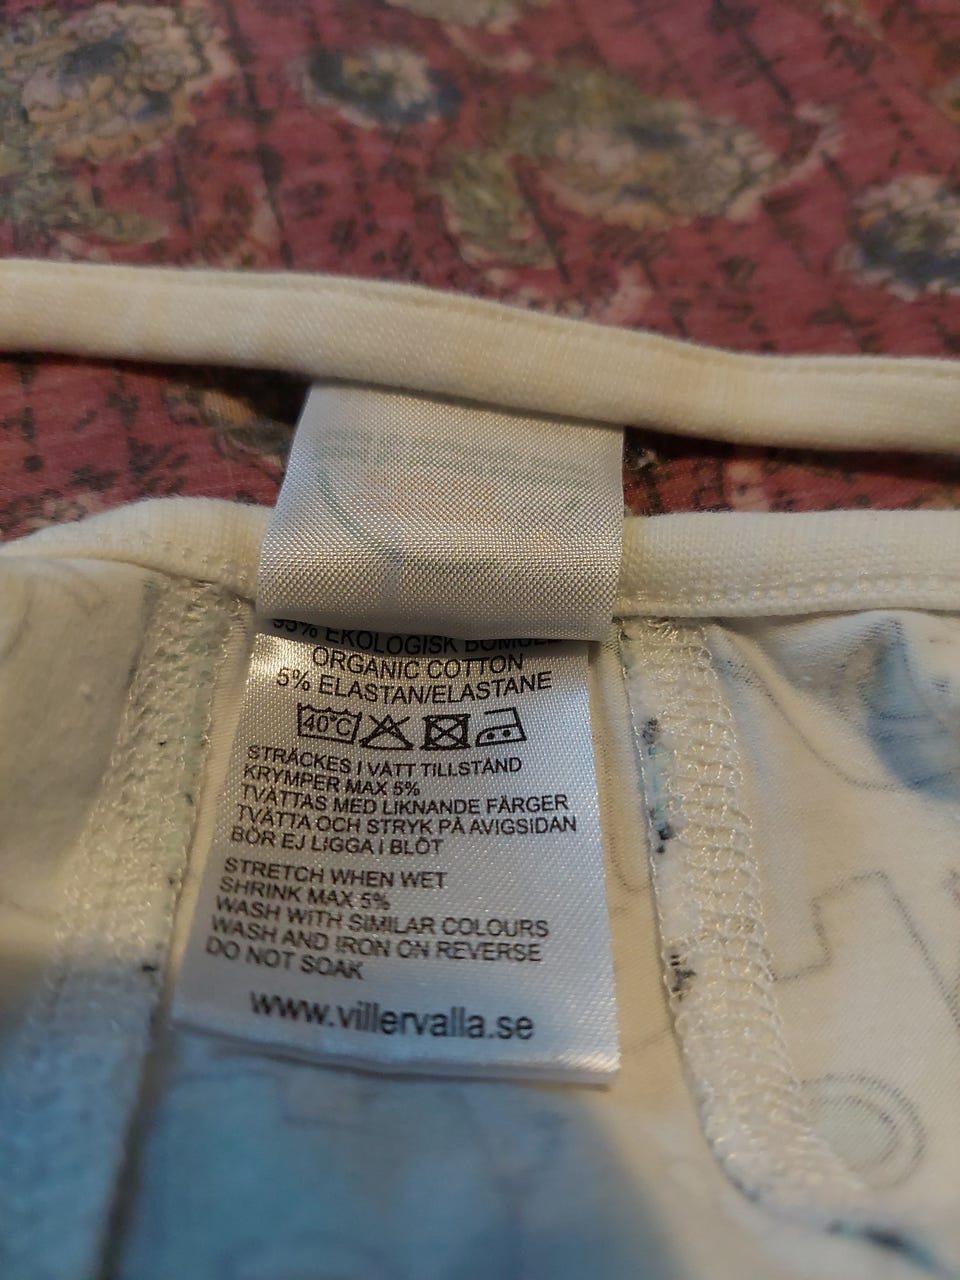 95% EKOLOGISK BOMULL
ORGANIC COTTON
5% ELASTAN/ELASTANE
40°C
STRÄCKES I VÅTT TILLSTÅND
KRYMPER MAX 5%
TVÄTTAS MED LIKNANDE FÄRGER
TVÄTTA OCH STRYK PÅ AVIGSIDAN
BÖR EJ LIGGA I BLÖT
STRETCH WHEN WET
SHRINK MAX 5%
WASH WITH SIMILAR COLOURS
WASH AND IRON ON REVERSE
DO NOT SOAK
www.villervalla.se